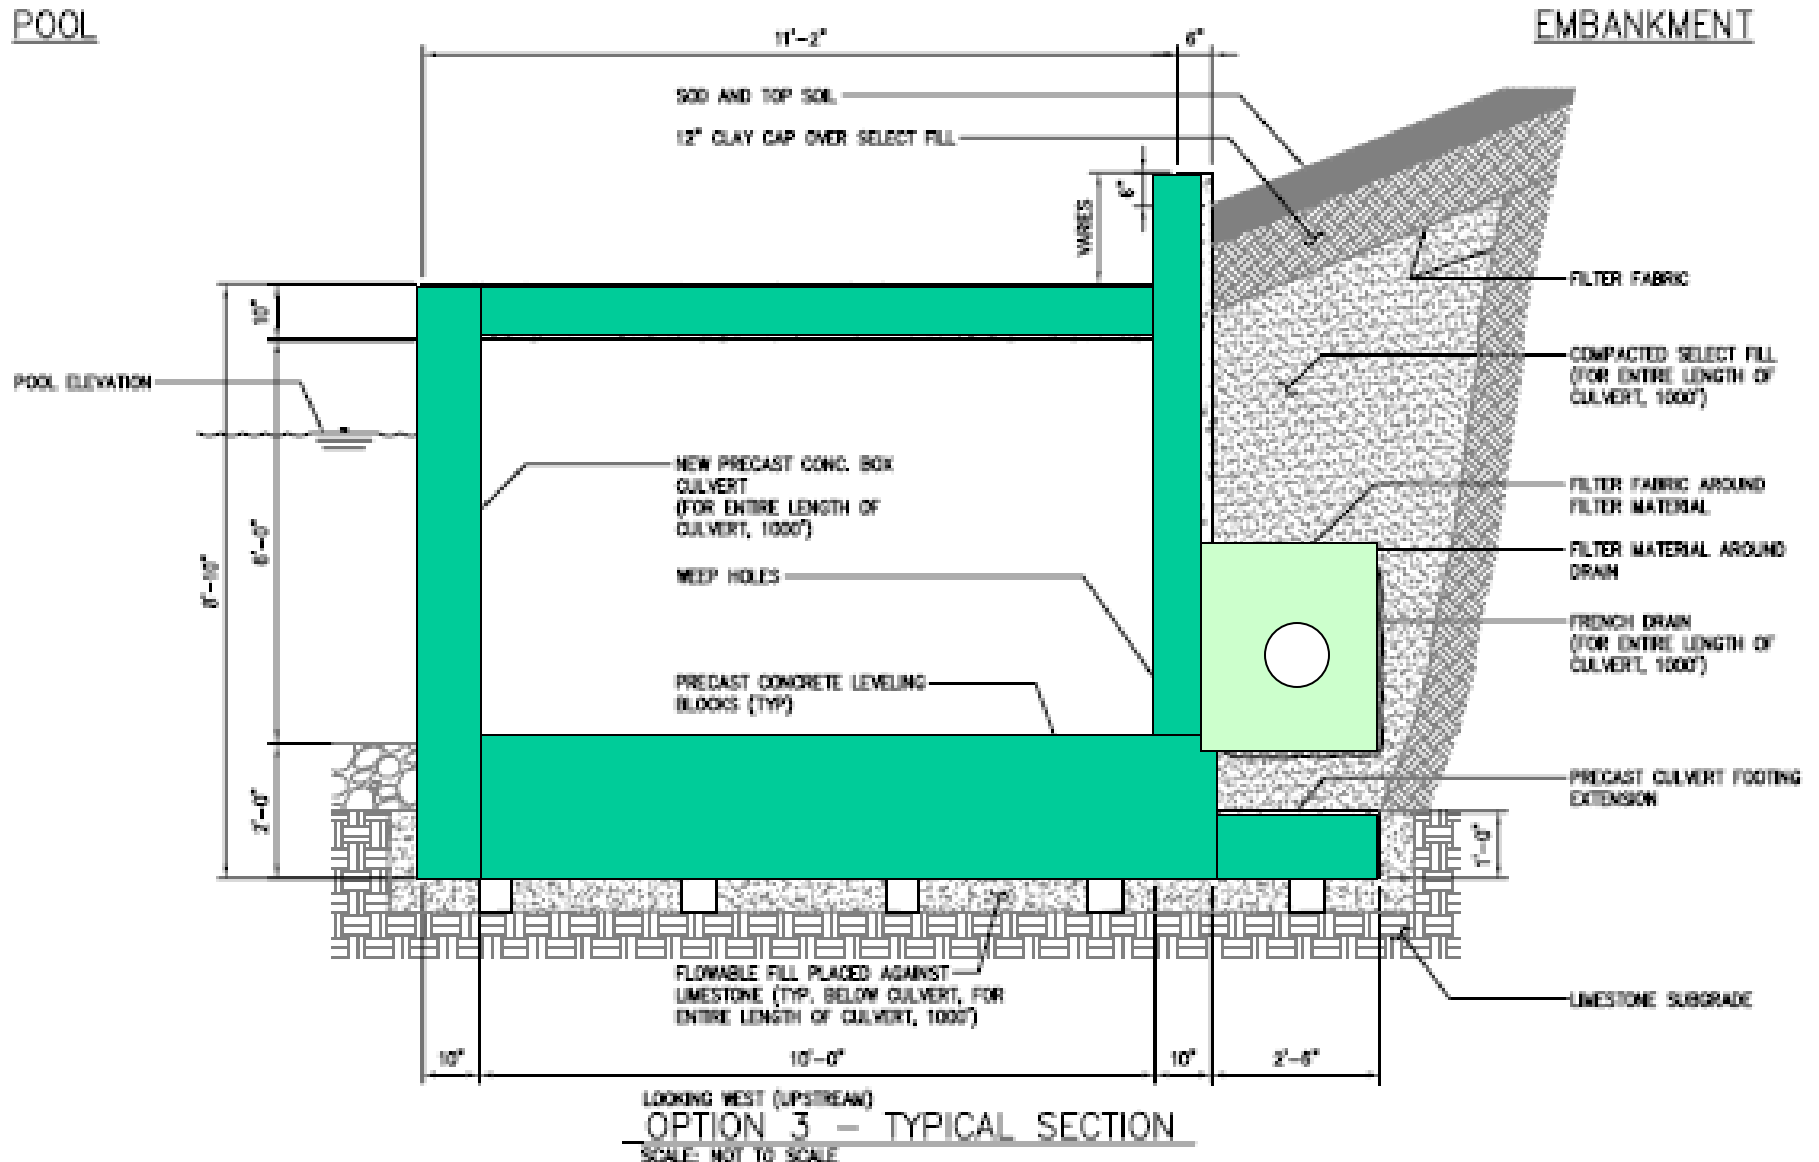 POOL
EMBANKMENT
11'-2"
6"
SOD AND TOP SOIL
12" CLAY CAP OVER SELECT FILL
6"
VARIES
10"
FILTER FABRIC
COMPACTED SELECT FILL
(FOR ENTIRE LENGTH OF
CULVERT, 1000')
POOL ELEVATION
NEW PRECAST CONC. BOX
CULVERT
(FOR ENTIRE LENGTH OF
CULVERT, 1000')
FILTER FABRIC AROUND
FILTER MATERIAL
6'-0"
8'-10"
WEEP HOLES
FILTER MATERIAL AROUND
DRAIN
FRENCH DRAIN
(FOR ENTIRE LENGTH OF
CULVERT, 1000')
PRECAST CONCRETE LEVELING
BLOCKS (TYP)
2'-0"
PRECAST CULVERT FOOTING
EXTENSION
1'-0"
FLOWABLE FILL PLACED AGAINST
LIMESTONE (TYP. BELOW CULVERT, FOR
ENTIRE LENGTH OF CULVERT, 1000')
LIMESTONE SUBGRADE
10"
10'-0"
10"
2'-6"
LOOKING WEST (UPSTREAM)
OPTION 3 - TYPICAL SECTION
SCALE: NOT TO SCALE